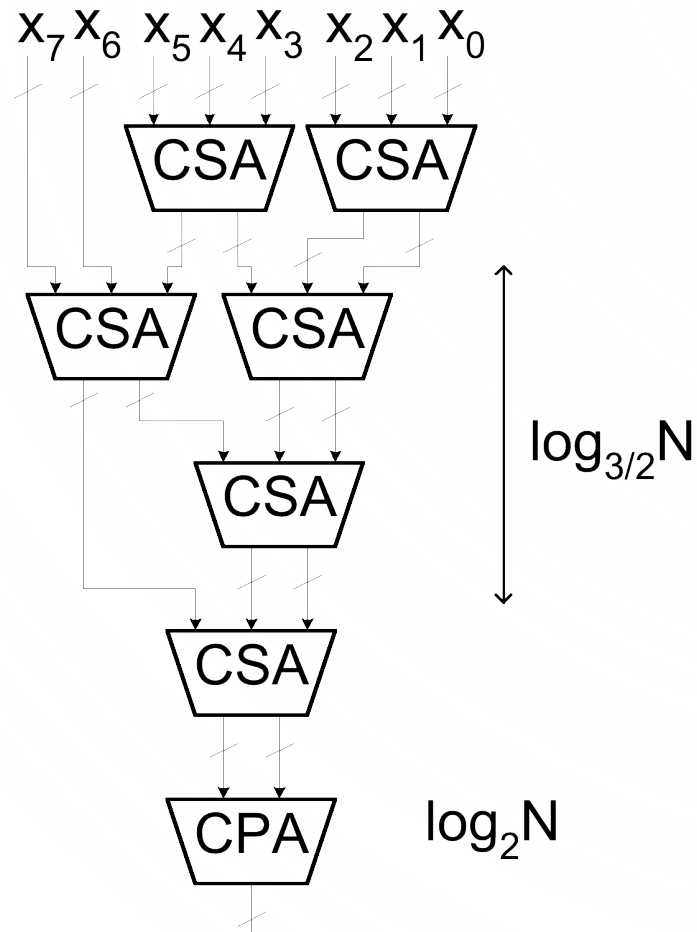 x₇ x₆ x₅ x₄ x₃ x₂ x₁ x₀
CSA CSA
CSA CSA
log₃/₂N
CSA
CSA
CPA log₂N